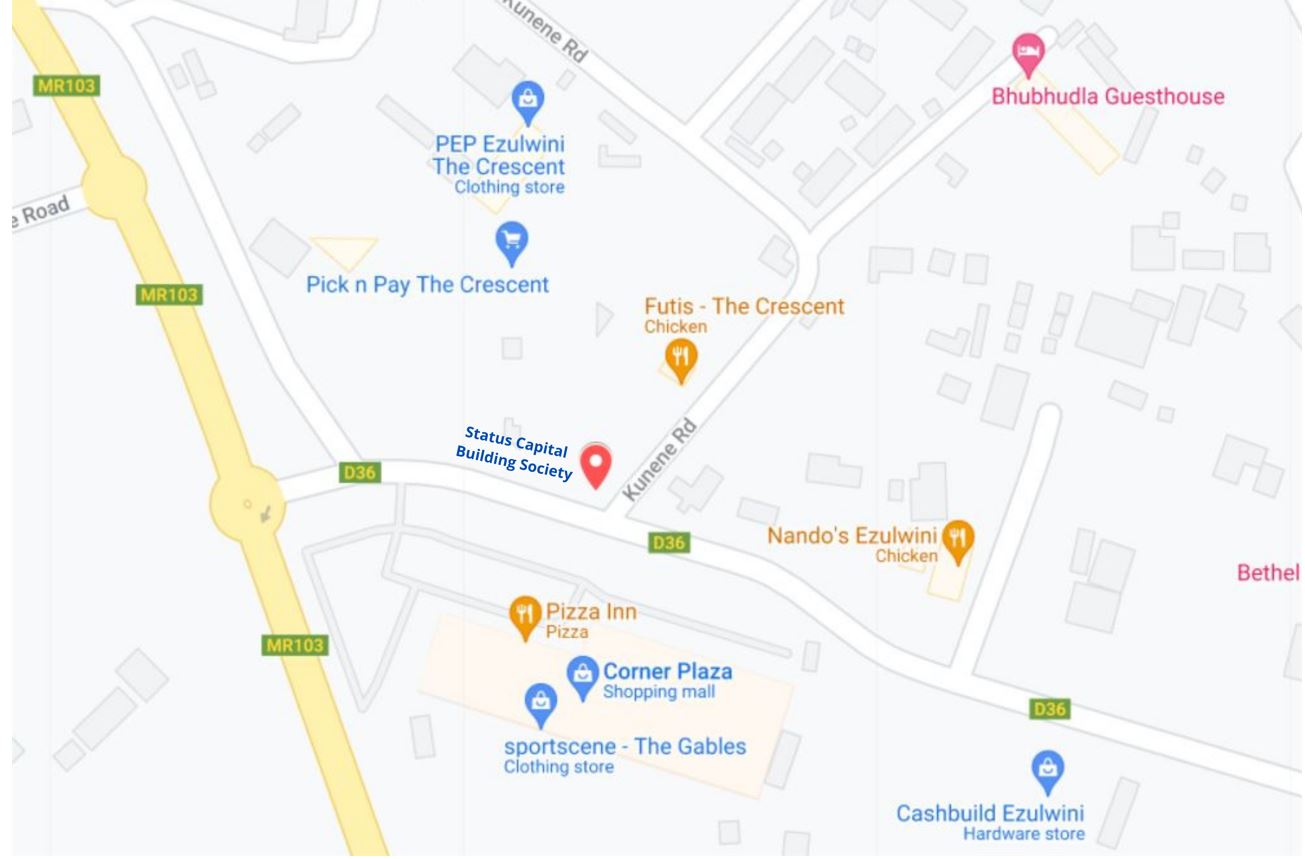 Kunene Rd
MR103
Bhubhudla Guesthouse
PEP Ezulwini
The Crescent
Clothing store
e Road
Pick n Pay The Crescent
MR103
Futis - The Crescent
Chicken
Status Capital
Building Society
Kunene Rd
D36
D36
Nando's Ezulwini
Chicken
Bethel
Pizza Inn
Pizza
MR103
Corner Plaza
Shopping mall
D36
sportscene - The Gables
Clothing store
Cashbuild Ezulwini
Hardware store